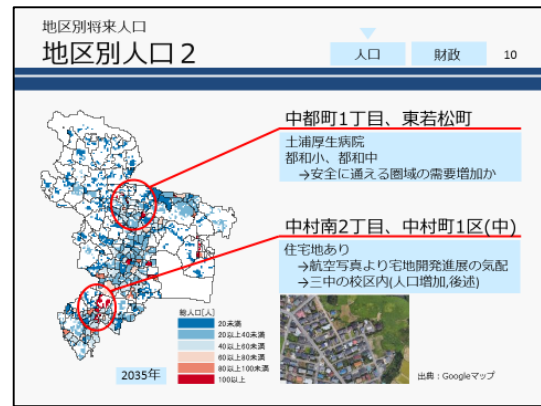 地区別将来人口
地区別人口2
人口
財政
10
中都町1丁目、東若松町
土浦厚生病院
都和小、都和中
→安全に通える圏域の需要増加か
中村南2丁目、中村町1区(中)
住宅地あり
→航空写真より宅地開発進展の気配
→三中の校区内(人口増加,後述)
総人口[人]
20未満
20以上40未満
40以上60未満
60以上80未満
80以上100未満
100以上
2035年
出典：Googleマップ